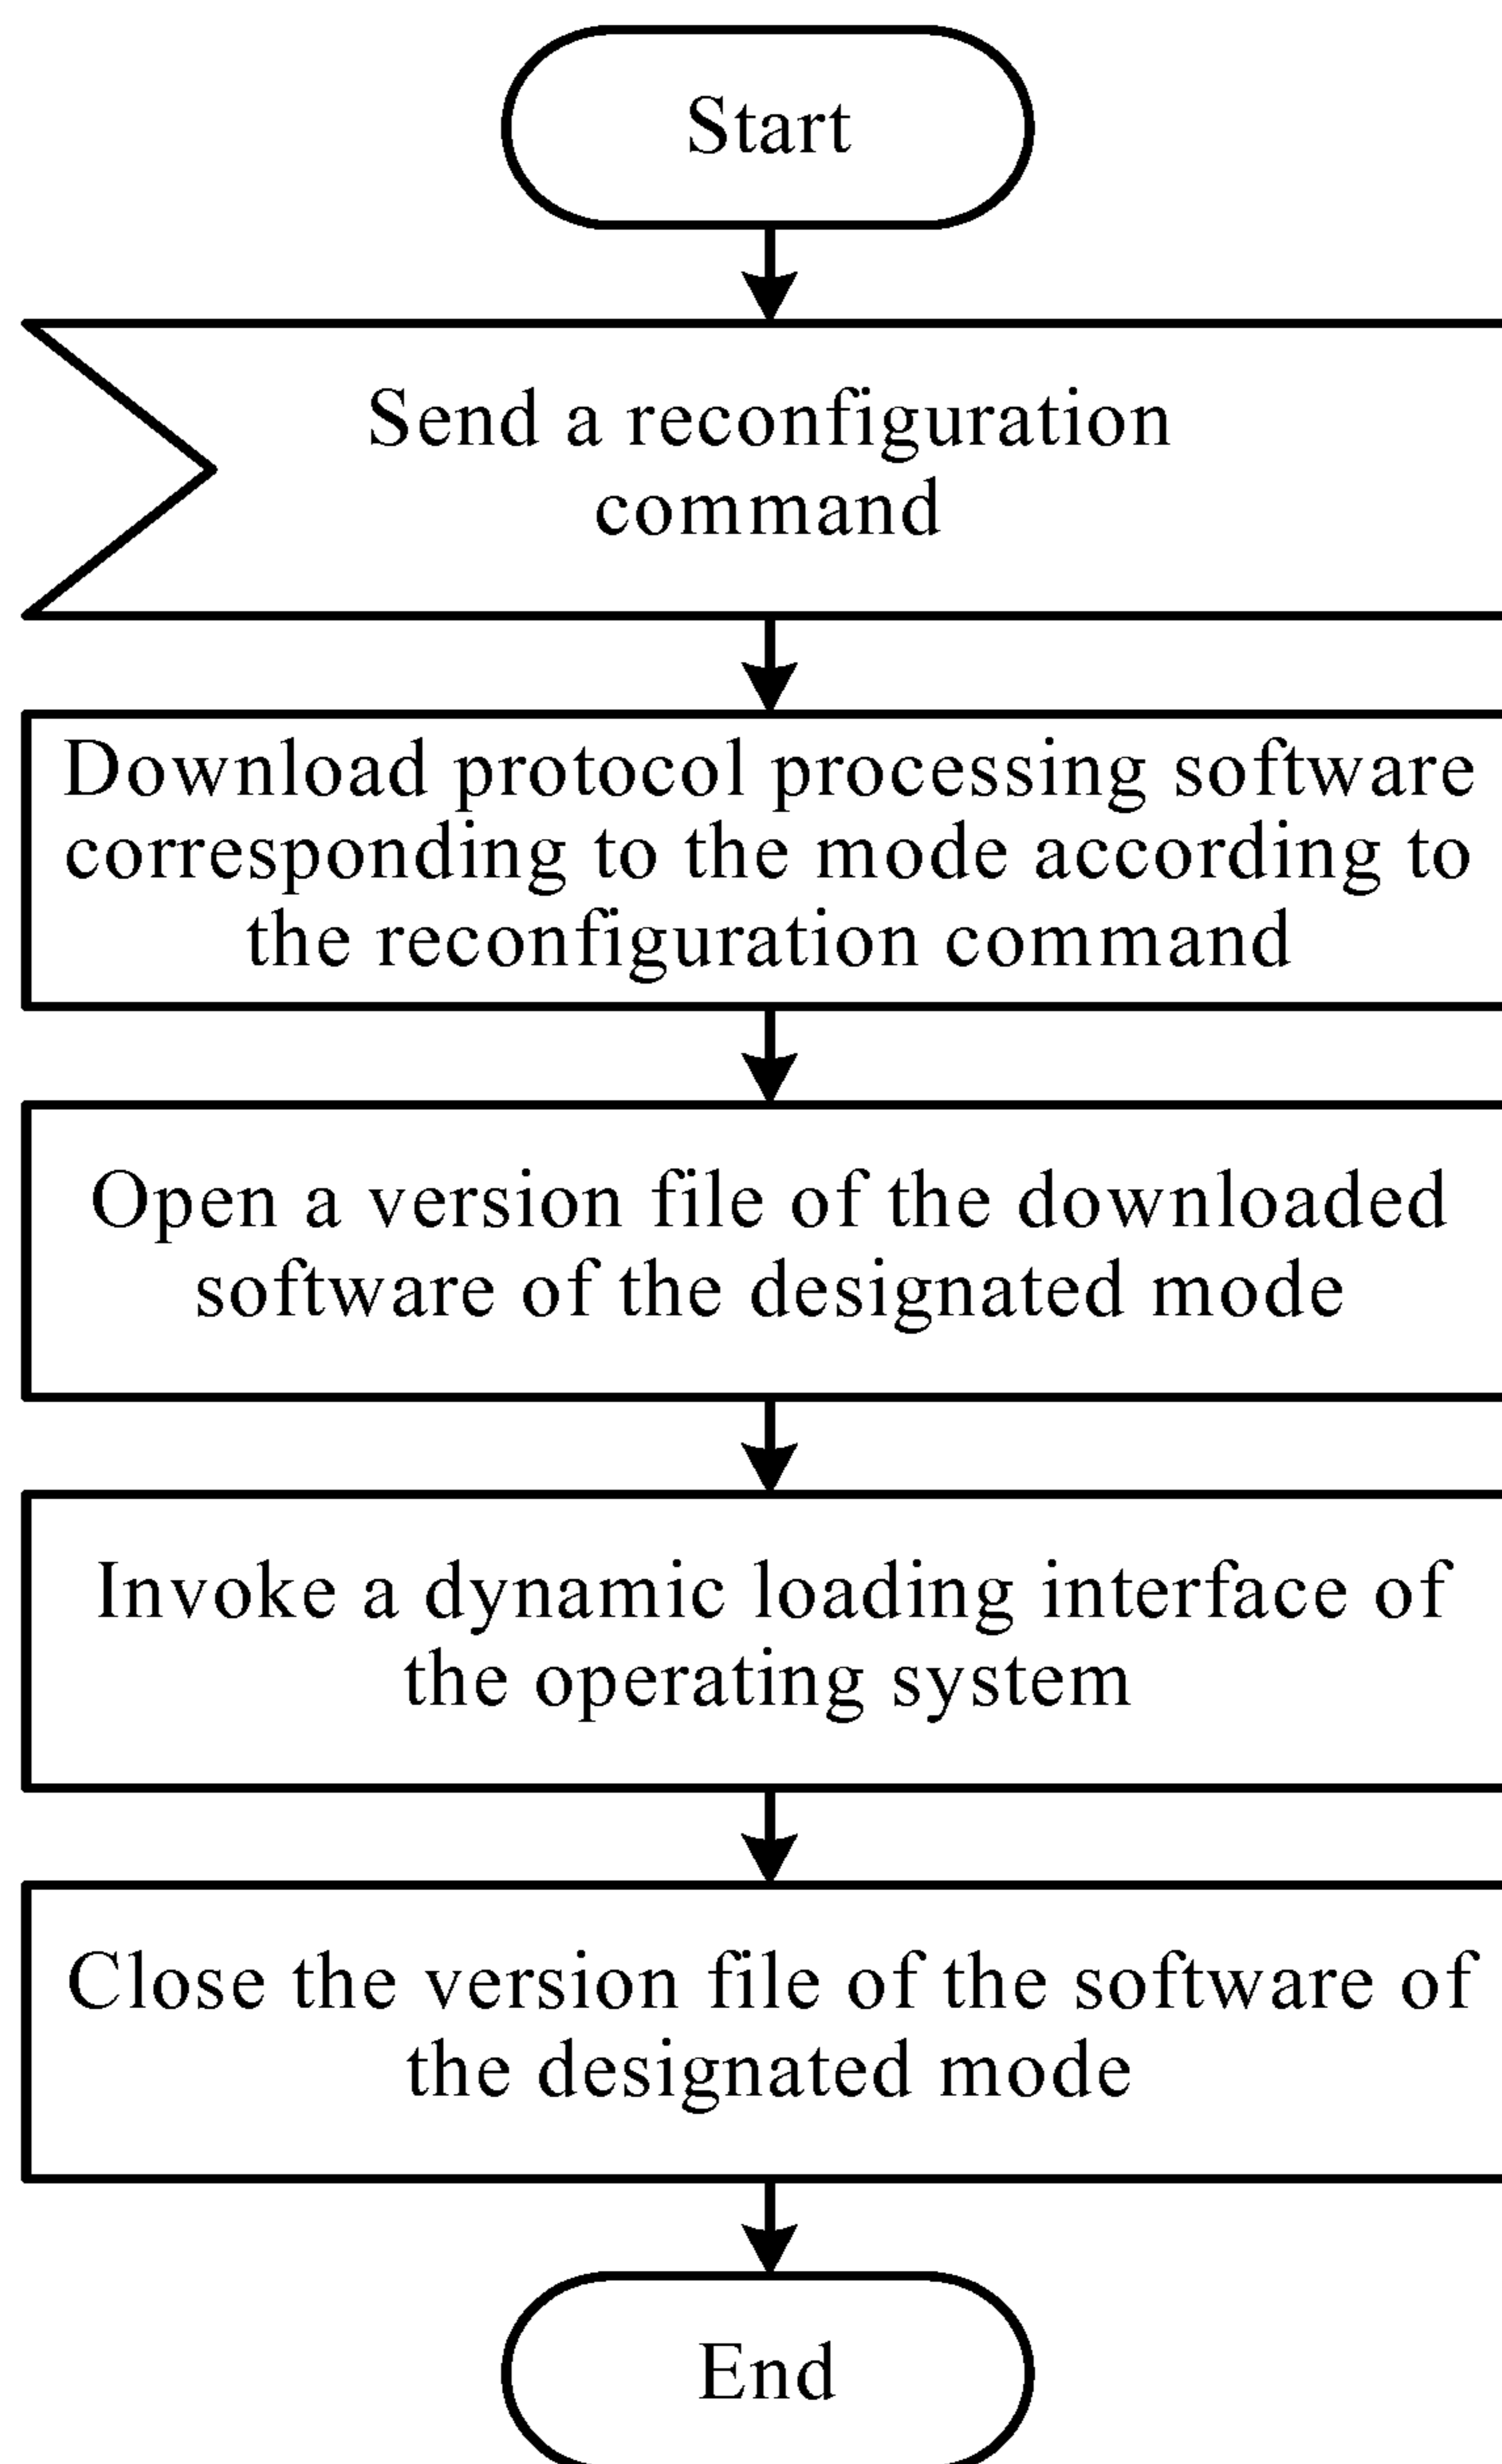 Start
Send a reconfiguration
command
Download protocol processing software
corresponding to the mode according to
the reconfiguration command
Open a version file of the downloaded
software of the designated mode
Invoke a dynamic loading interface of
the operating system
Close the version file of the software of
the designated mode
End